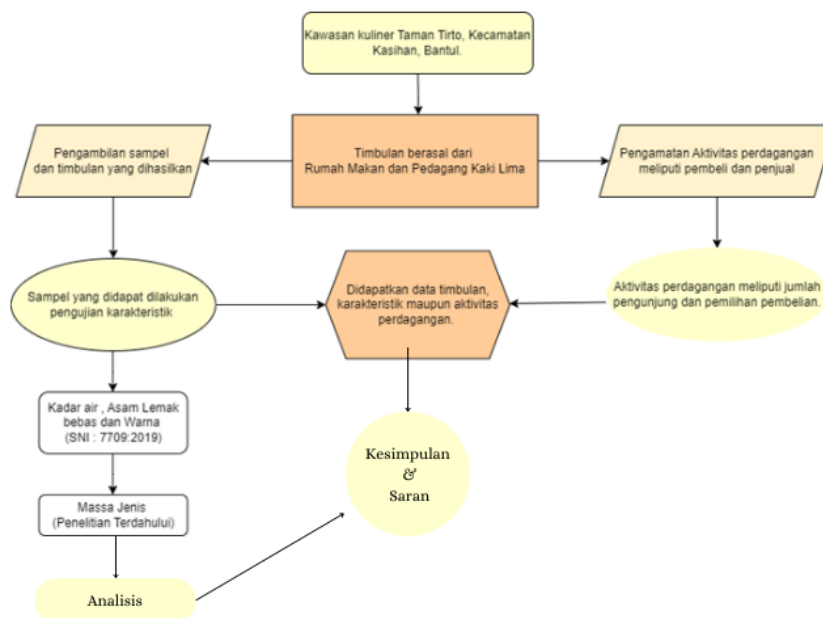 Kawasan kuliner Taman Tirto, Kecamatan
Kasihan, Bantul.
Pengambilan sampel
dan timbulan yang dihasilkan
Timbulan berasal dari
Rumah Makan dan Pedagang Kaki Lima
Pengamatan Aktivitas perdagangan
meliputi pembeli dan penjual
Sampel yang didapat dilakukan
pengujian karakteristik
Didapatkan data timbulan,
karakteristik maupun aktivitas
perdagangan.
Aktivitas perdagangan meliputi jumlah
pengunjung dan pemilihan pembelian.
Kadar air , Asam Lemak
bebas dan Warna
(SNI : 7709:2019)
Massa Jenis
(Penelitian Terdahului)
Analisis
Kesimpulan
&
Saran